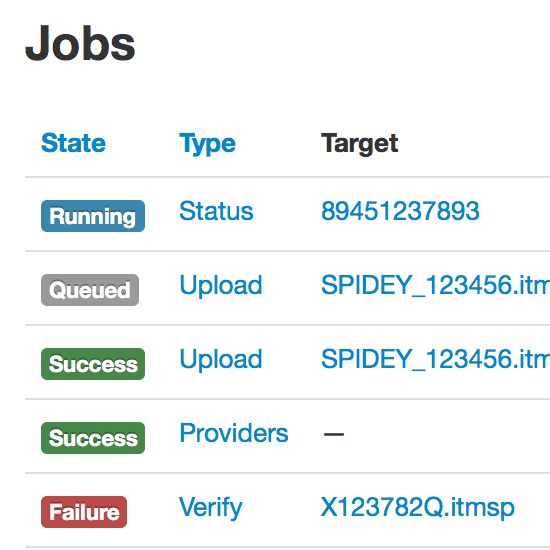 Jobs
State Type Target
Running Status 89451237893
Queued Upload SPIDEY_123456.itm
Success Upload SPIDEY_123456.itm
Success Providers —
Failure Verify X123782Q.itmsp